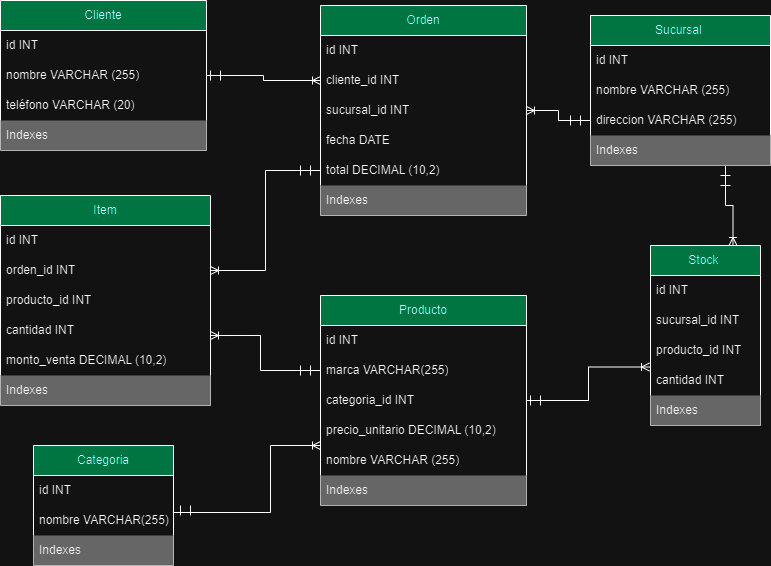 Cliente
id INT
nombre VARCHAR (255)
teléfono VARCHAR (20)
Indexes
Orden
id INT
cliente_id INT
sucursal_id INT
fecha DATE
total DECIMAL (10,2)
Indexes
Sucursal
id INT
nombre VARCHAR (255)
direccion VARCHAR (255)
Indexes
Item
id INT
orden_id INT
producto_id INT
cantidad INT
monto_venta DECIMAL (10,2)
Indexes
Producto
id INT
marca VARCHAR(255)
categoria_id INT
precio_unitario DECIMAL (10,2)
nombre VARCHAR (255)
Indexes
Stock
id INT
sucursal_id INT
producto_id INT
cantidad INT
Indexes
Categoria
id INT
nombre VARCHAR(255)
Indexes